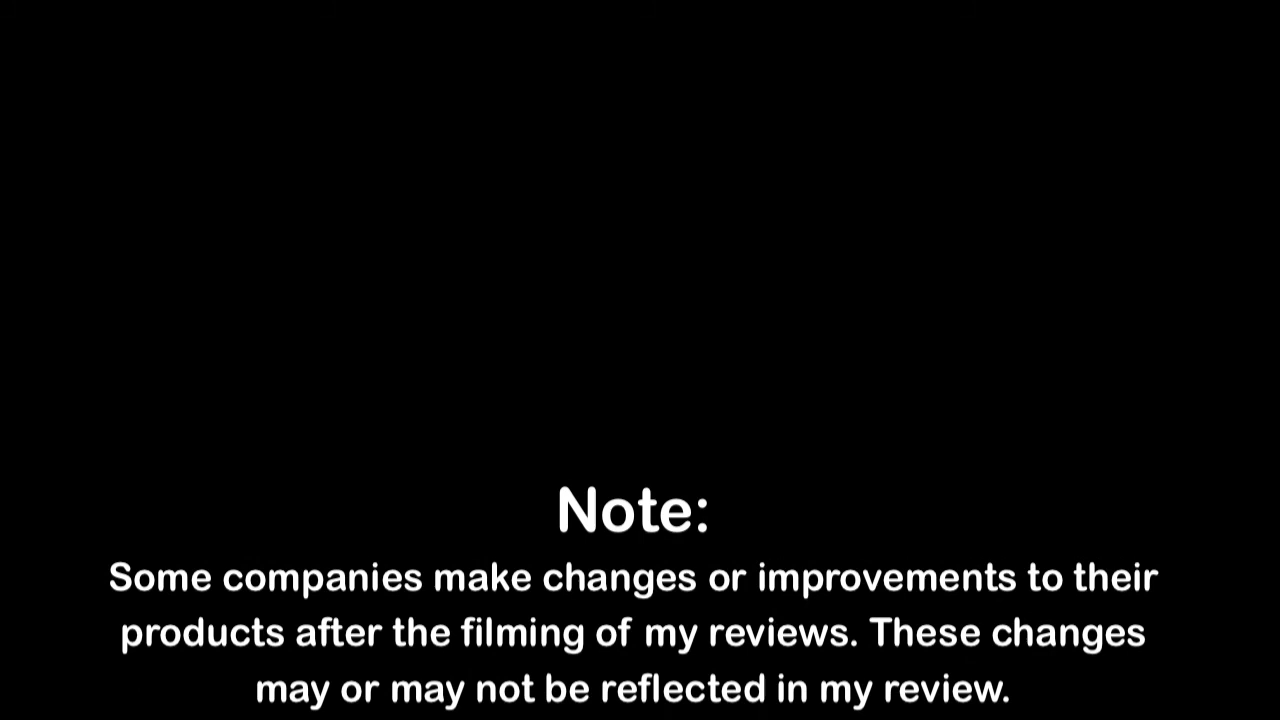 Note:
Some companies make changes or improvements to their
products after the filming of my reviews. These changes
may or may not be reflected in my review.